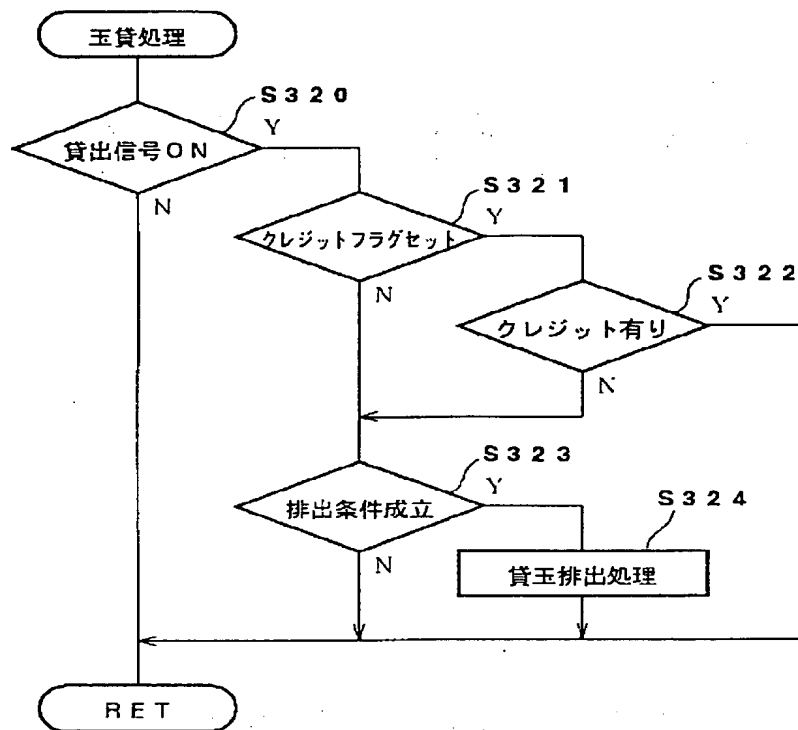 玉貸処理
S320
貸出信号ON
Y
N
S321
クレジットフラグセット
Y
N
S322
クレジット有り
Y
N
S323
排出条件成立
Y
N
S324
貸玉排出処理
RET